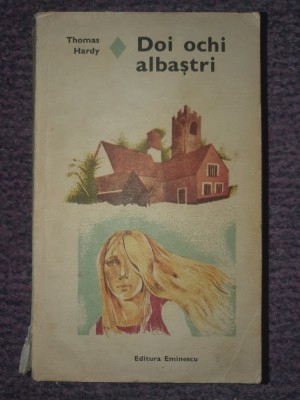 Thomas
Hardy
Doi ochi
albaștri
Editura Eminescu